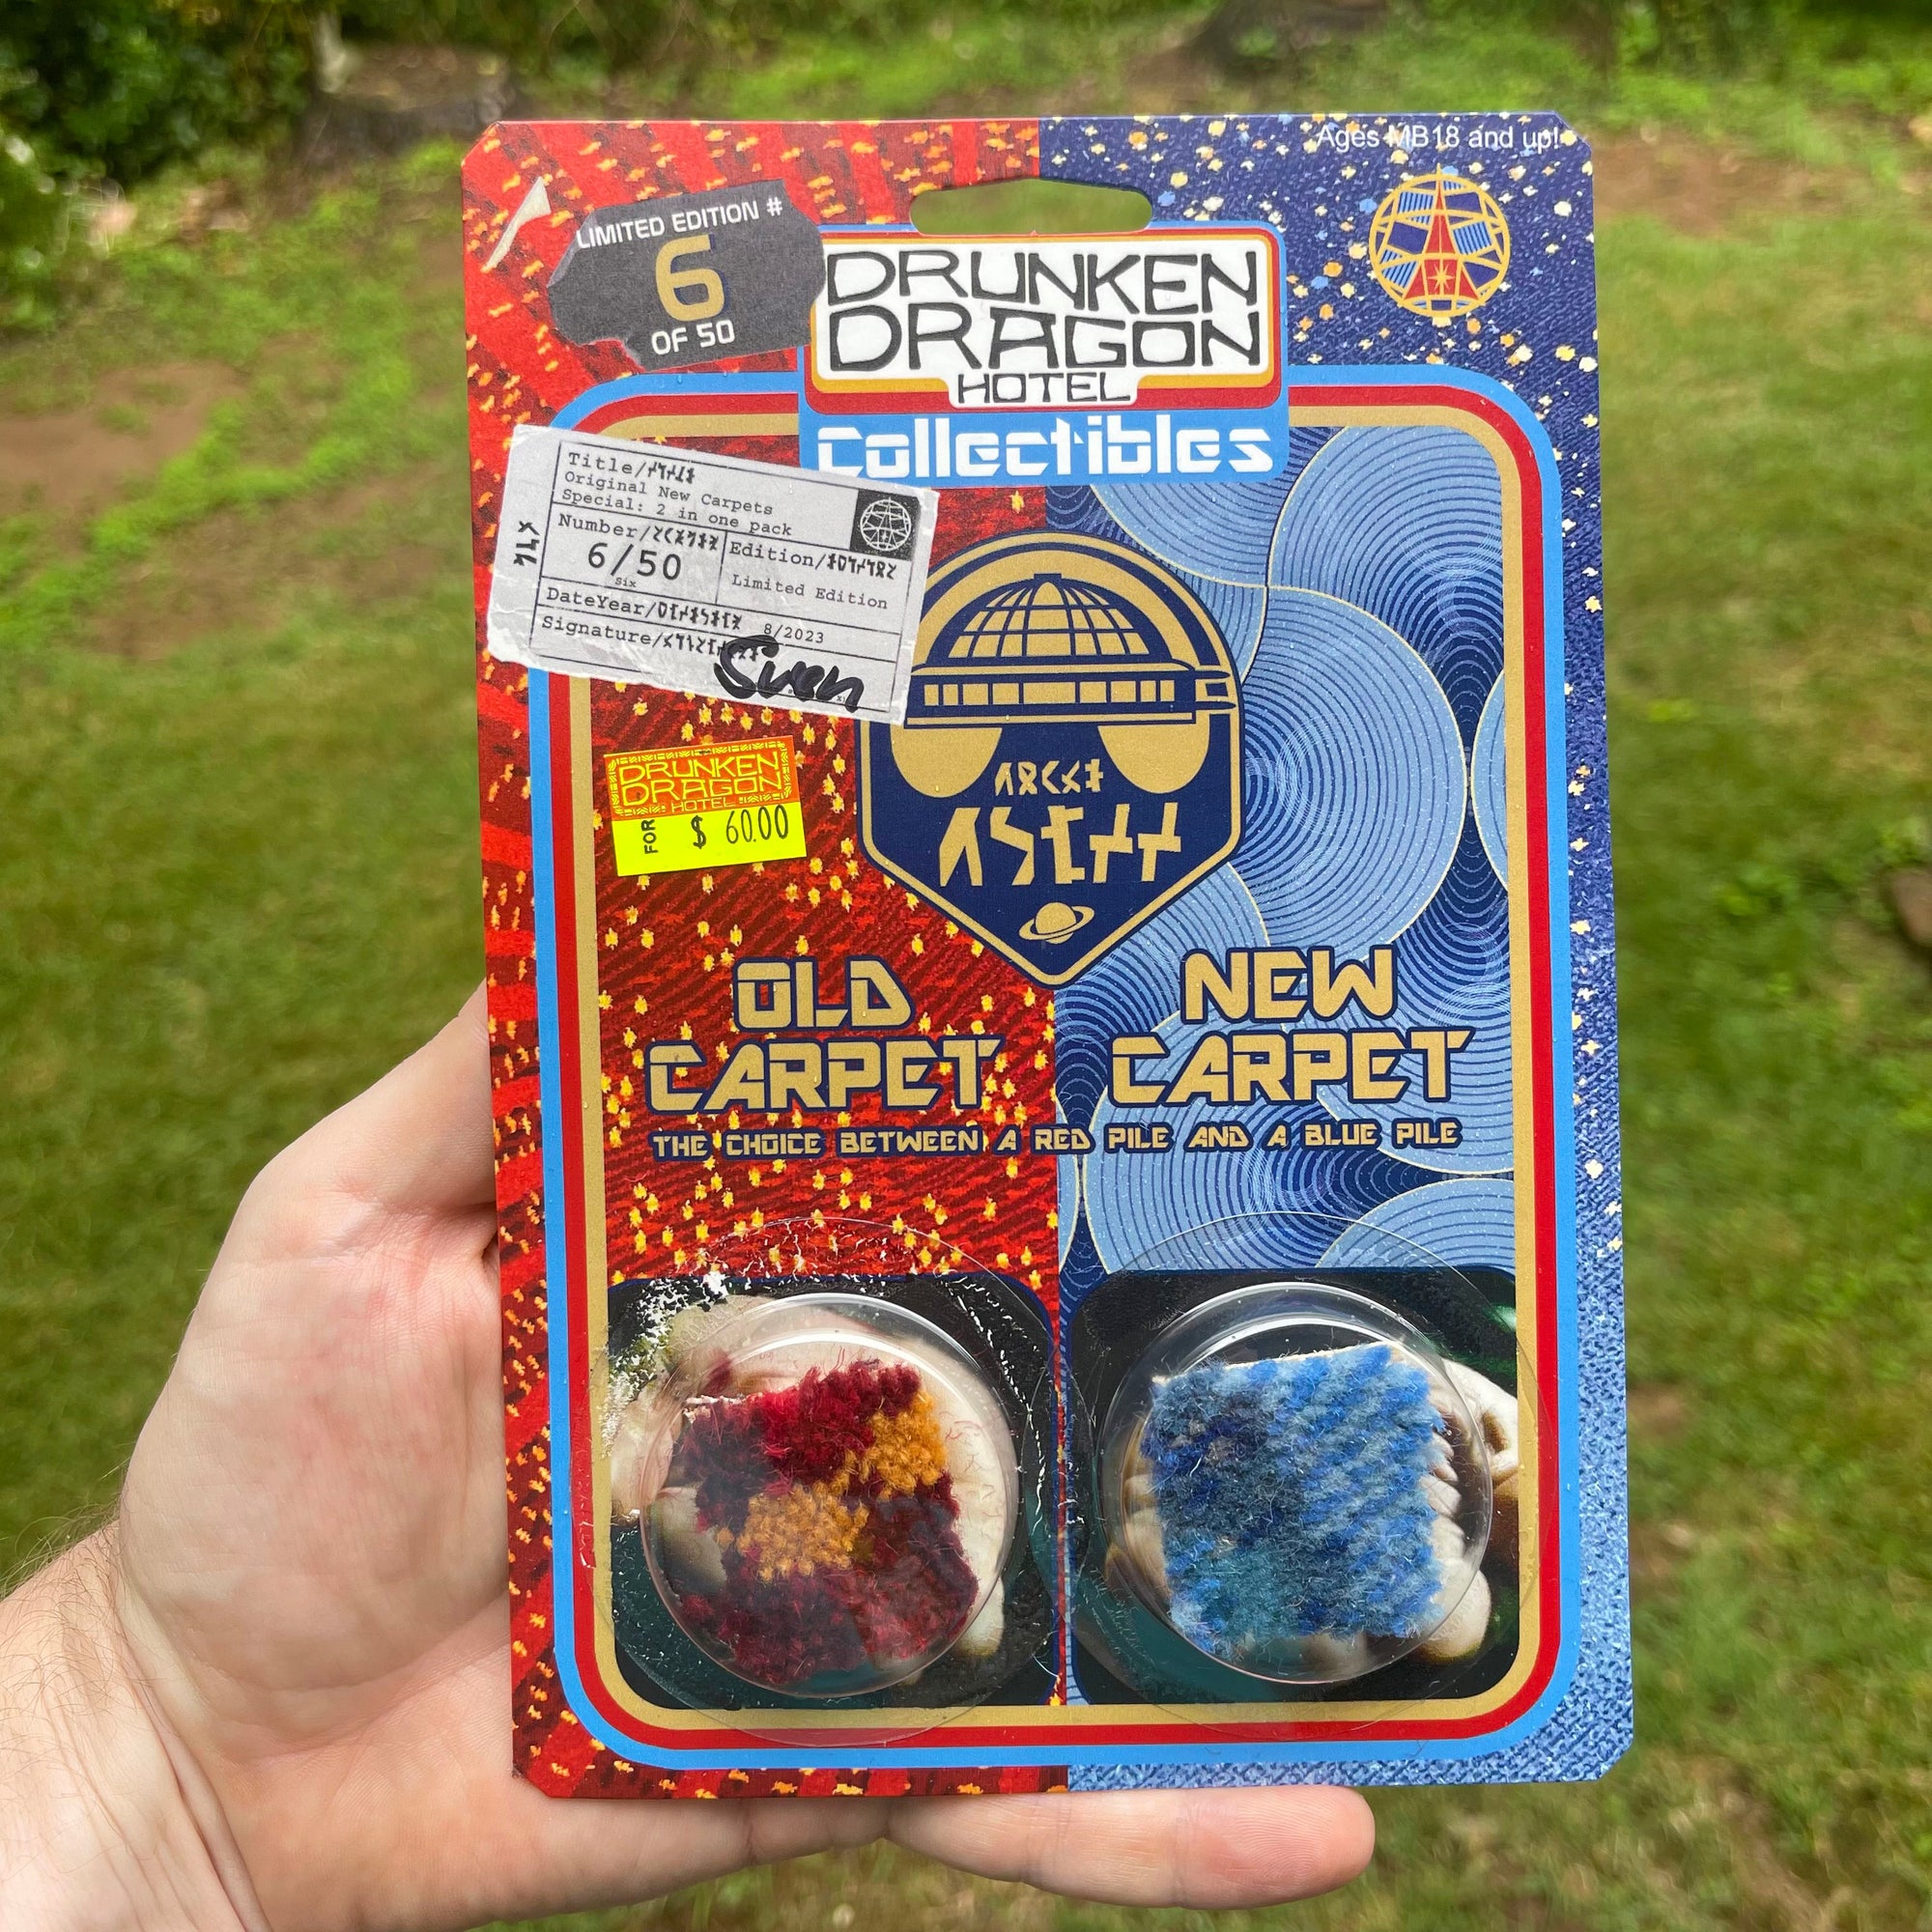 Ages MB18 and up!
LIMITED EDITION #
6
OF 50
DRUNKEN
DRAGON
HOTEL
Collectibles
Title/
Original New Carpets
Special: 2 in one pack
Number/
6/50
Six
Edition/
Limited Edition
DateYear/
8/2023
Signature/
Sven
DRUNKEN
DRAGON
HOTEL
FOR $ 60.00
OLD
CARPET
NEW
CARPET
THE CHOICE BETWEEN A RED PILE AND A BLUE PILE